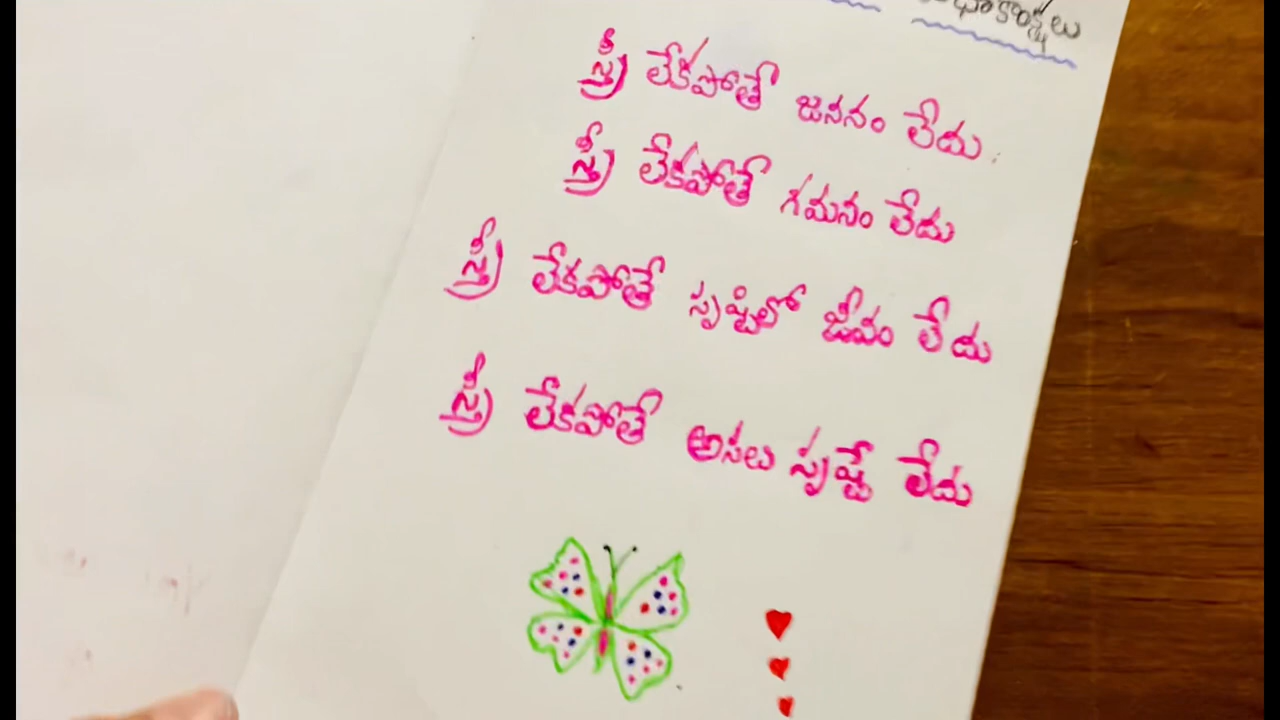 స్త్రీ లేకపోతే జననం లేదు
స్త్రీ లేకపోతే గమనం లేదు
స్త్రీ లేకపోతే సృష్టిలో జీవం లేదు
స్త్రీ లేకపోతే అసలు సృష్టే లేదు